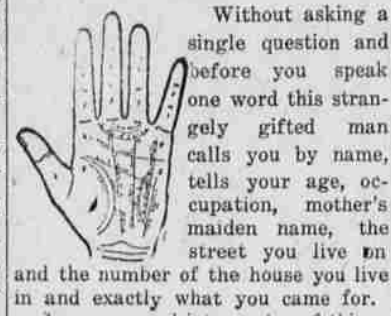 Without asking a
single question and
before you speak
one word this stran-
gely gifted man
calls you by name,
tells your age, oc-
cupation, mother's
maiden name, the
street you live on
and the number of the house you live
in and exactly what you came for.